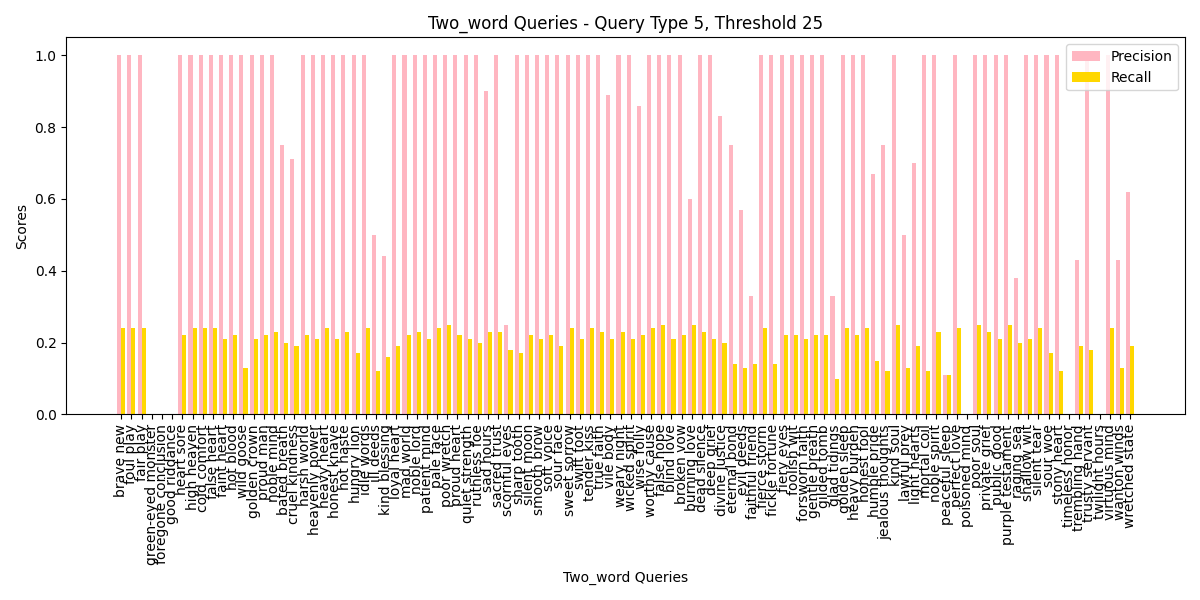 Two_word Queries - Query Type 5, Threshold 25
Precision
Recall
Scores
1.0
0.8
0.6
0.4
0.2
0.0
brave new
foul play
fair play
green-eyed monster
foregone conclusion
good riddance
heart sore
high heaven
cold comfort
false heart
faint heart
hot blood
wild goose
golden crown
proud man
noble mind
bated breath
cruel kindness
harsh world
heavenly power
heavy heart
honest knave
hot haste
hungry lion
idle words
ill deeds
kind blessing
loyal heart
mad world
noble lord
patient mind
pale face
poor wretch
proud heart
quiet strength
ruthless foe
sad hours
sacred trust
scornful eyes
sharp tooth
silent moon
smooth brow
soft voice
sour face
sweet sorrow
swift foot
tender kiss
true faith
vile body
weary night
wicked spirit
wise folly
worthy cause
false hope
blind love
broken vow
burning love
dead silence
deep grief
divine justice
eternal bond
evil deeds
faithful friend
fierce storm
fickle fortune
fiery eyes
foolish wit
forsworn faith
gentle breath
gilded tomb
glad tidings
golden sleep
heavy burden
honest fool
humble pride
jealous thoughts
kind soul
lawful prey
light hearts
mortal coil
noble spirit
peaceful sleep
perfect love
poisoned wine
poor soul
private grief
public good
purple testament
raging sea
shallow wit
silent war
sour woe
stony heart
timeless honor
trembling hand
trusty servant
twilight hours
virtuous mind
wanton wind
wretched state
Two_word Queries